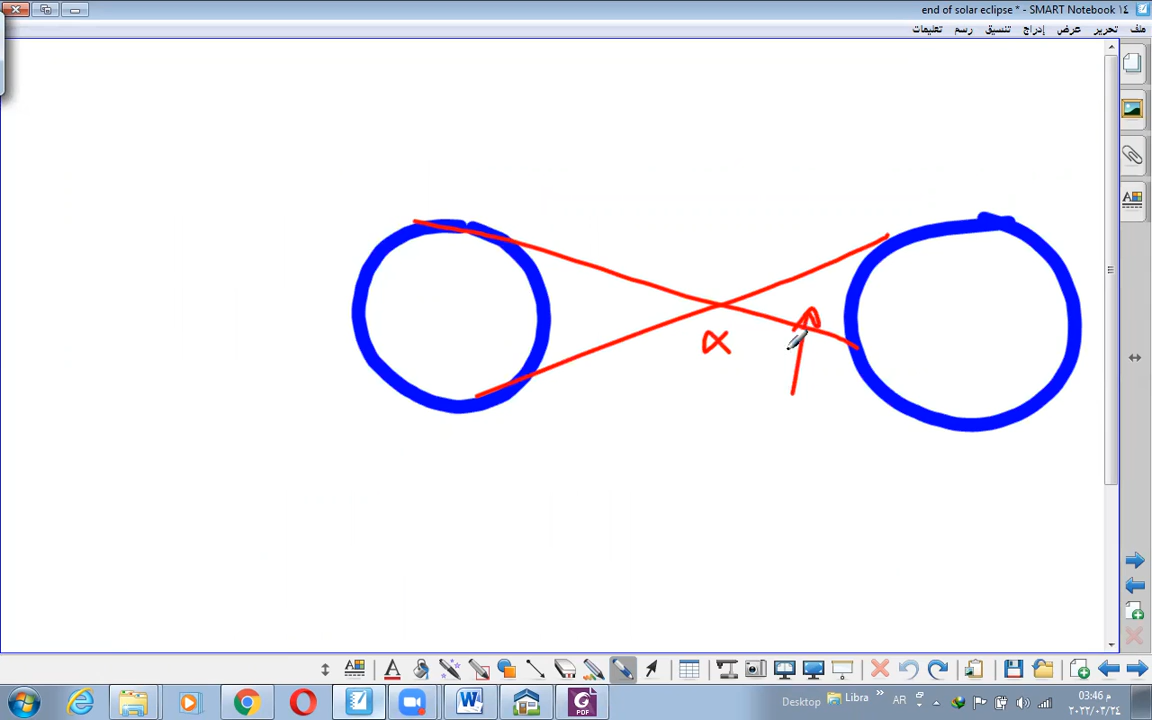 end of solar eclipse * - SMART Notebook ١٤
ملف تحرير عرض إدراج تنسيق رسم تعليمات
∝
Desktop Libra » AR
م 03:46
٢٠٢٢/٠٣/٢٤